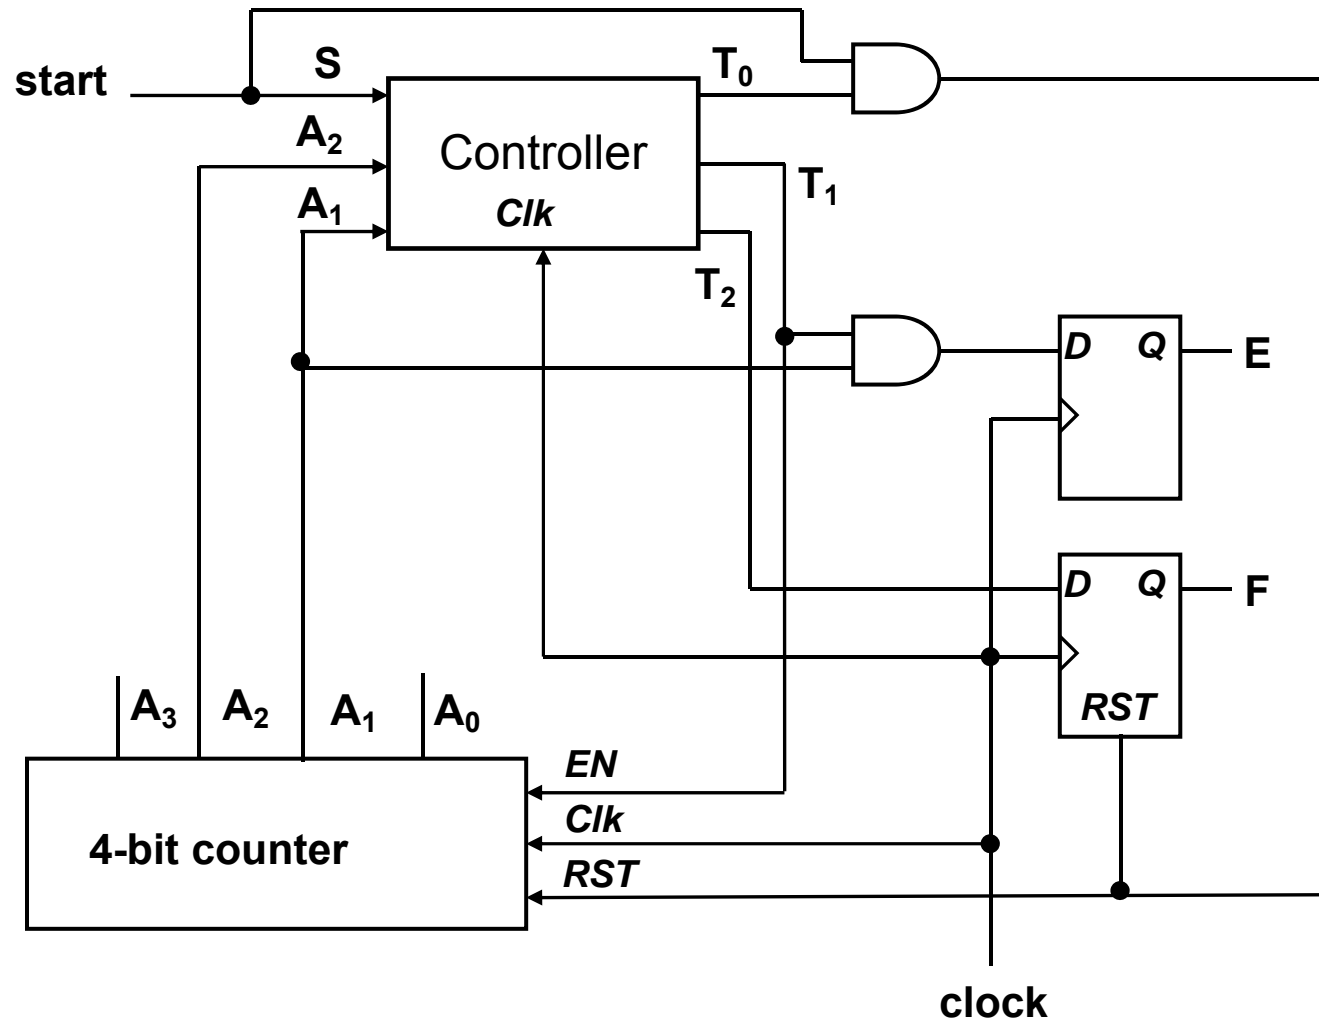 start
S
T₀
A₂
Controller
T₁
A₁
Clk
T₂
D Q
E
D Q
F
RST
A₃ A₂ A₁ A₀
EN
Clk
4-bit counter
RST
clock